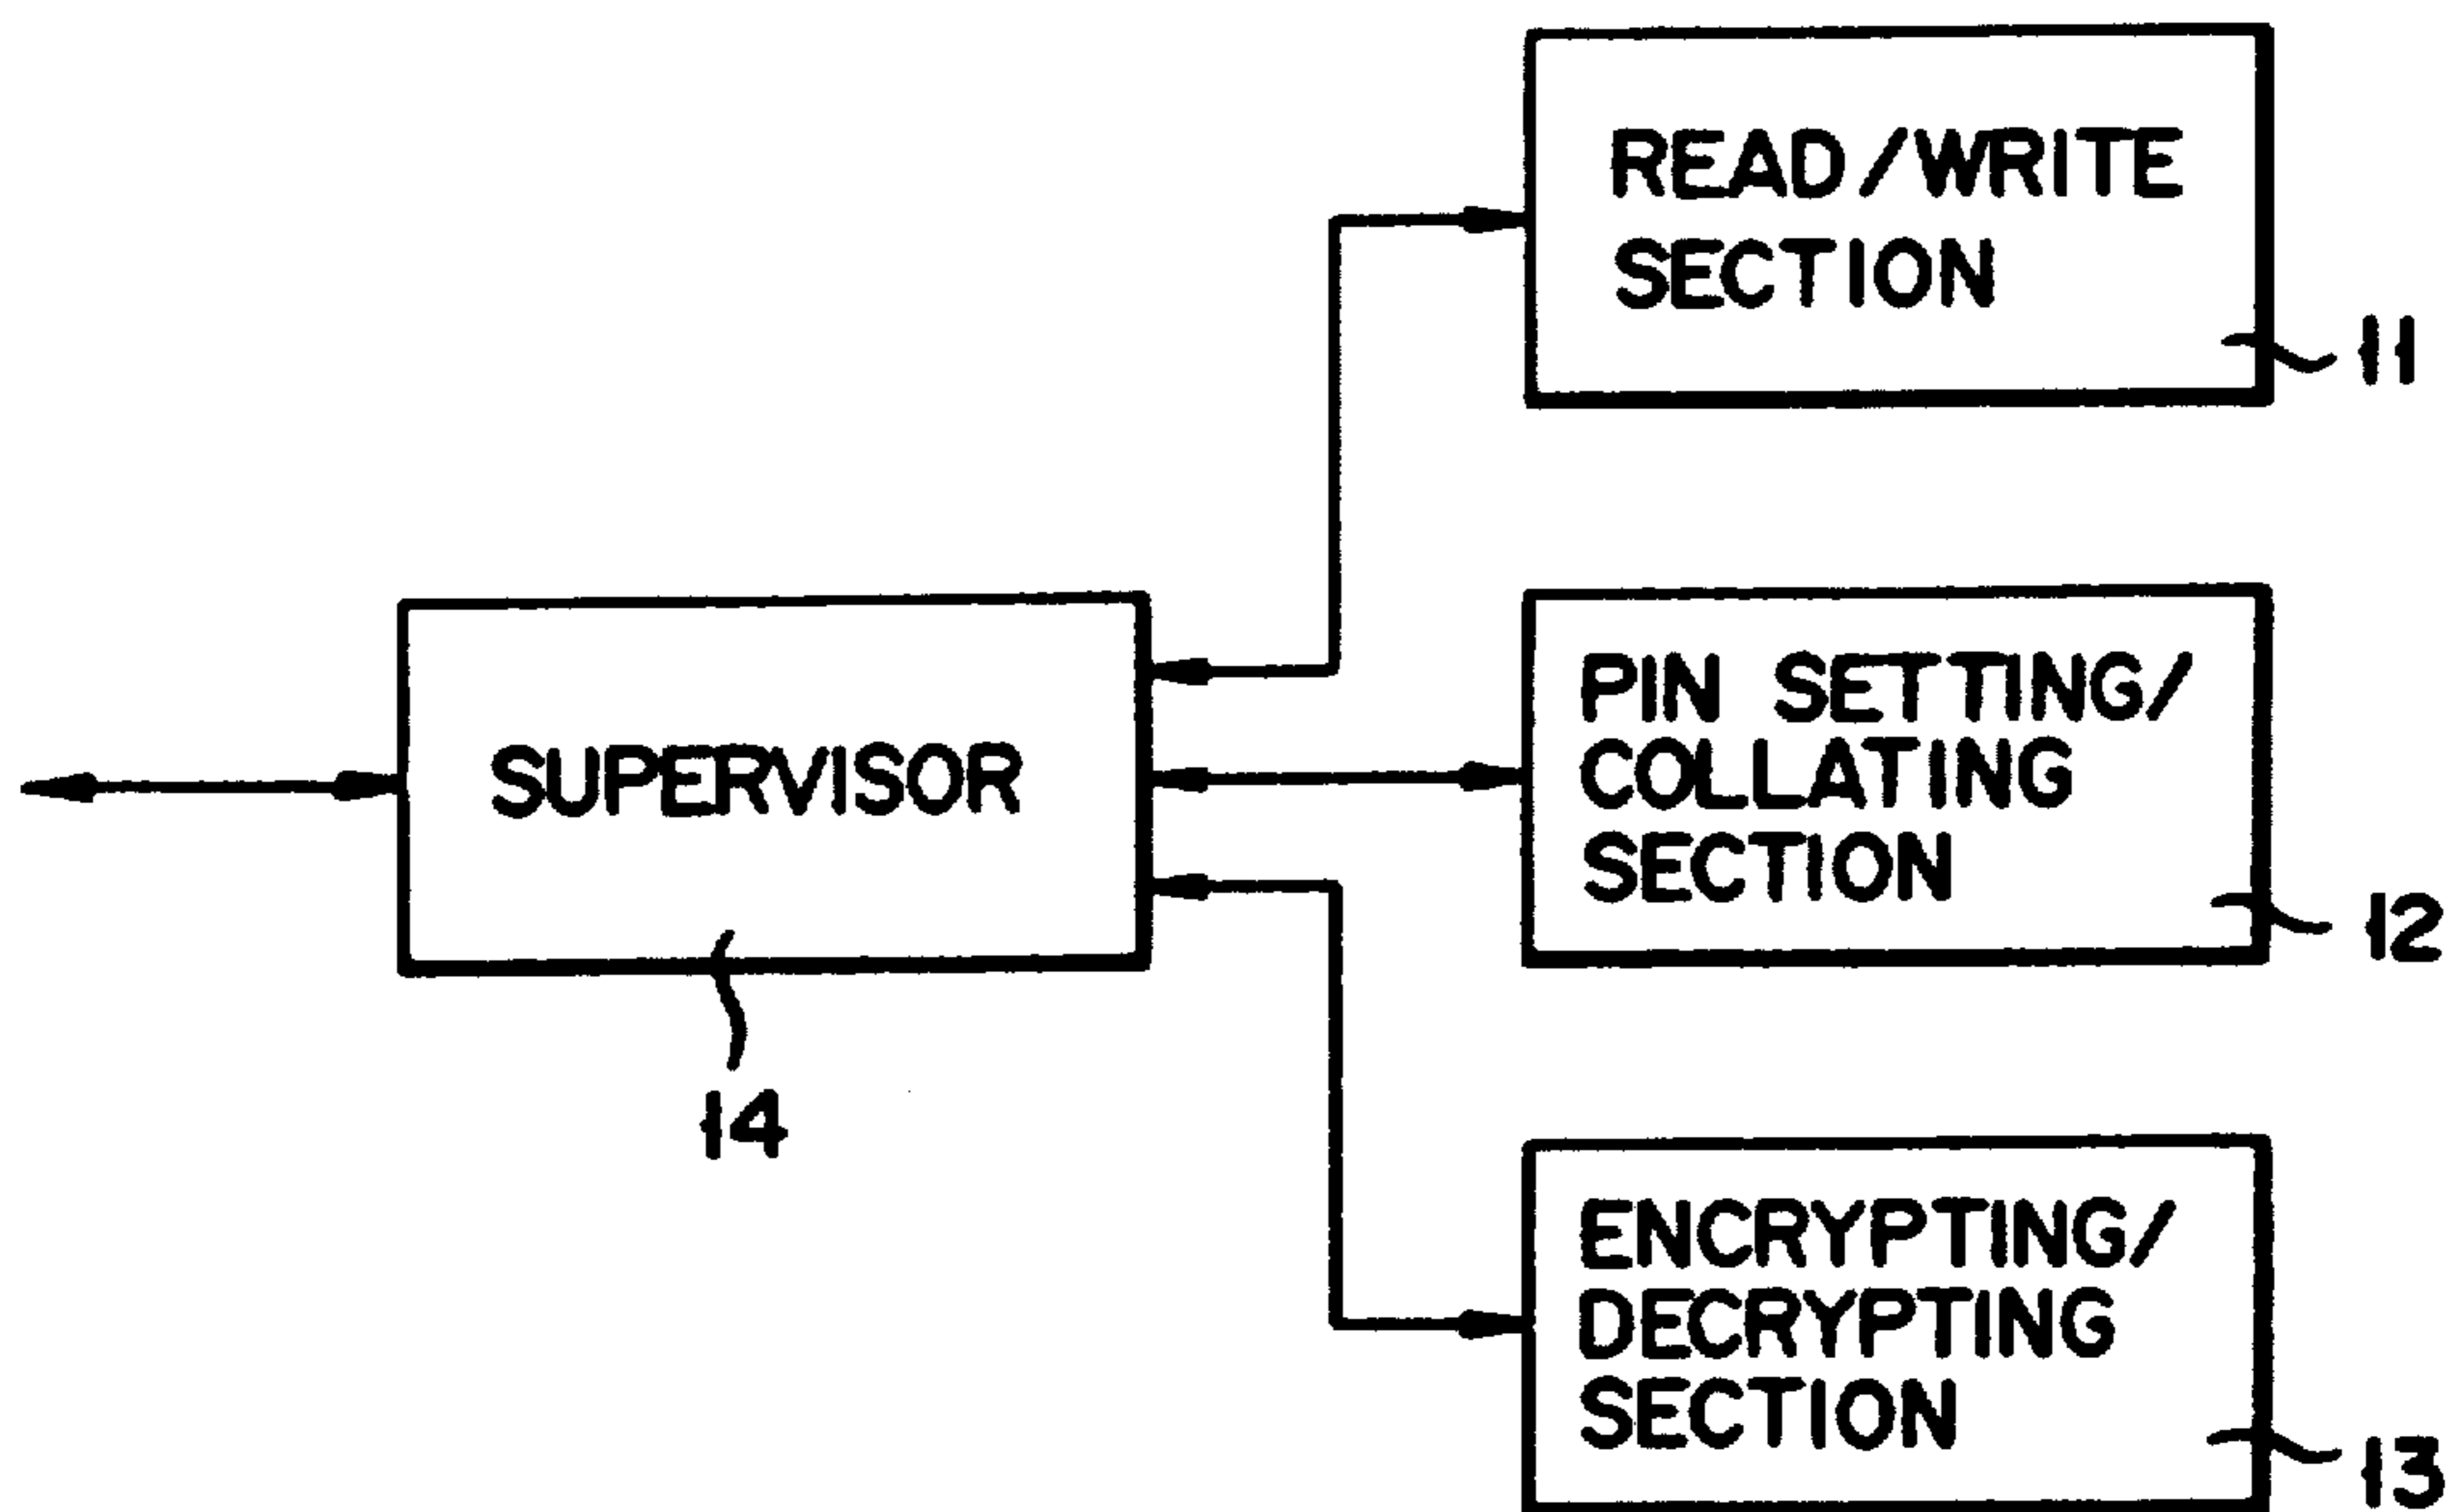 READ/WRITE
SECTION
11
SUPERVISOR
14
PIN SETTING/
COLLATING
SECTION
12
ENCRYPTING/
DECRYPTING
SECTION
13